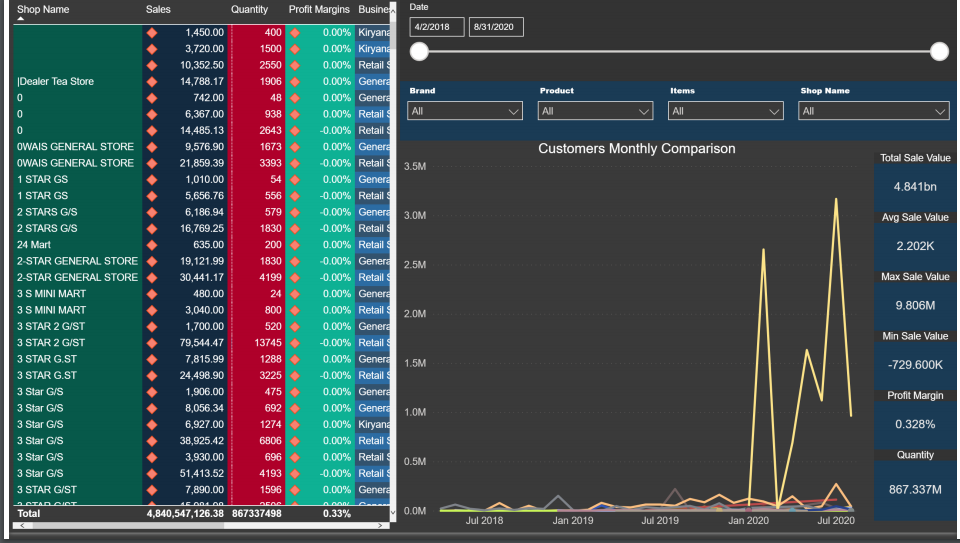 Shop Name Sales Quantity Profit Margins Busine
1,450.00 400 0.00% Kiryana
3,720.00 1500 0.00% Kiryana
10,352.50 2550 0.00% Retail S
|Dealer Tea Store 14,788.17 1906 0.00% Genera
0 742.00 48 0.00% Genera
0 6,367.00 938 0.00% Retail S
0 14,485.13 2643 -0.00% Retail S
0WAIS GENERAL STORE 9,576.90 1673 0.00% Genera
0WAIS GENERAL STORE 21,859.39 3393 -0.00% Retail S
1 STAR GS 1,010.00 54 0.00% Genera
1 STAR GS 5,656.76 556 -0.00% Retail S
2 STARS G/S 6,186.94 579 -0.00% Genera
2 STARS G/S 16,769.25 1830 -0.00% Retail S
24 Mart 635.00 200 0.00% Retail S
2-STAR GENERAL STORE 19,121.99 1830 -0.00% Genera
2-STAR GENERAL STORE 30,441.17 4199 -0.00% Retail S
3 S MINI MART 480.00 24 0.00% Genera
3 S MINI MART 3,040.00 800 0.00% Retail S
3 STAR 2 G/ST 1,700.00 520 0.00% Genera
3 STAR 2 G/ST 79,544.47 13745 -0.00% Retail S
3 STAR G.ST 7,815.99 1288 0.00% Genera
3 STAR G.ST 24,498.90 3225 -0.00% Retail S
3 Star G/S 1,906.00 475 0.00% Genera
3 Star G/S 8,056.34 692 0.00% Genera
3 Star G/S 6,927.00 1274 0.00% Kiryana
3 Star G/S 38,925.42 6806 0.00% Retail S
3 Star G/S 3,930.00 696 0.00% Retail S
3 Star G/S 51,413.52 4193 -0.00% Retail S
3 STAR G/ST 7,890.00 1596 0.00% Genera
Total 4,840,547,126.38 867337498 0.33%
Date
4/2/2018 8/31/2020
Brand Product Items Shop Name
All All All All
Customers Monthly Comparison
3.5M
3.0M
2.5M
2.0M
1.5M
1.0M
0.5M
0.0M
Jul 2018 Jan 2019 Jul 2019 Jan 2020 Jul 2020
Total Sale Value
4.841bn
Avg Sale Value
2.202K
Max Sale Value
9.806M
Min Sale Value
-729.600K
Profit Margin
0.328%
Quantity
867.337M